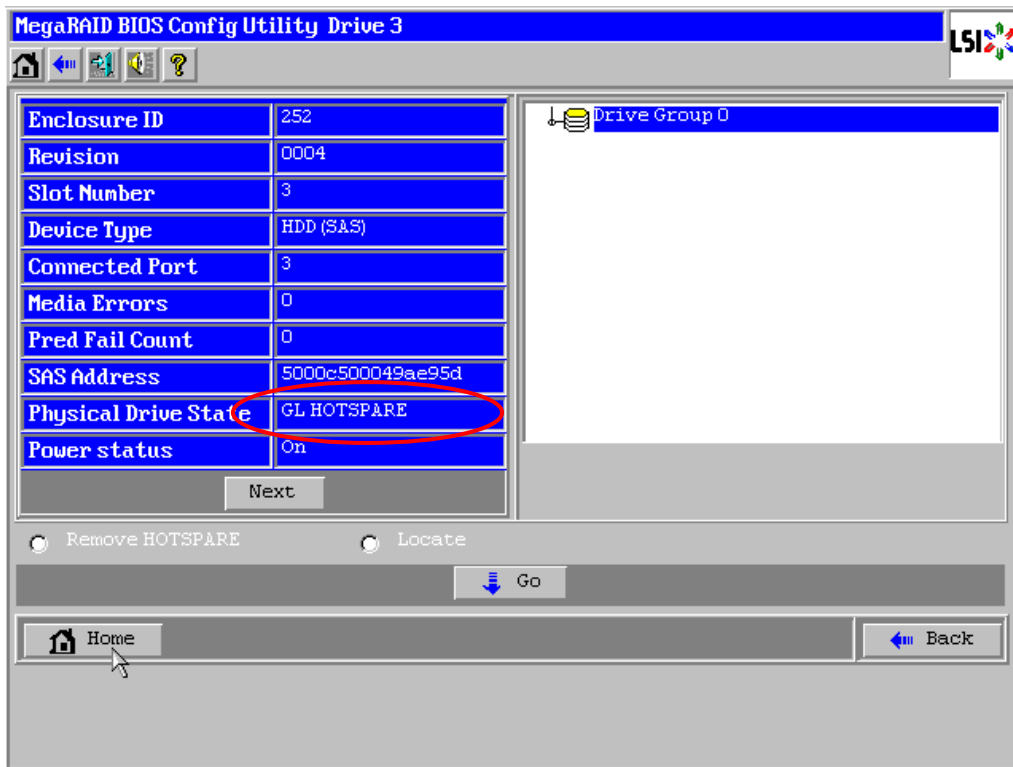 MegaRAID BIOS Config Utility Drive 3
LSI
Enclosure ID 252
Revision 0004
Slot Number 3
Device Type HDD (SAS)
Connected Port 3
Media Errors 0
Pred Fail Count 0
SAS Address 5000c500049ae95d
Physical Drive State GL HOTSPARE
Power status On
Next
Drive Group 0
Remove HOTSPARE Locate
Go
Home Back